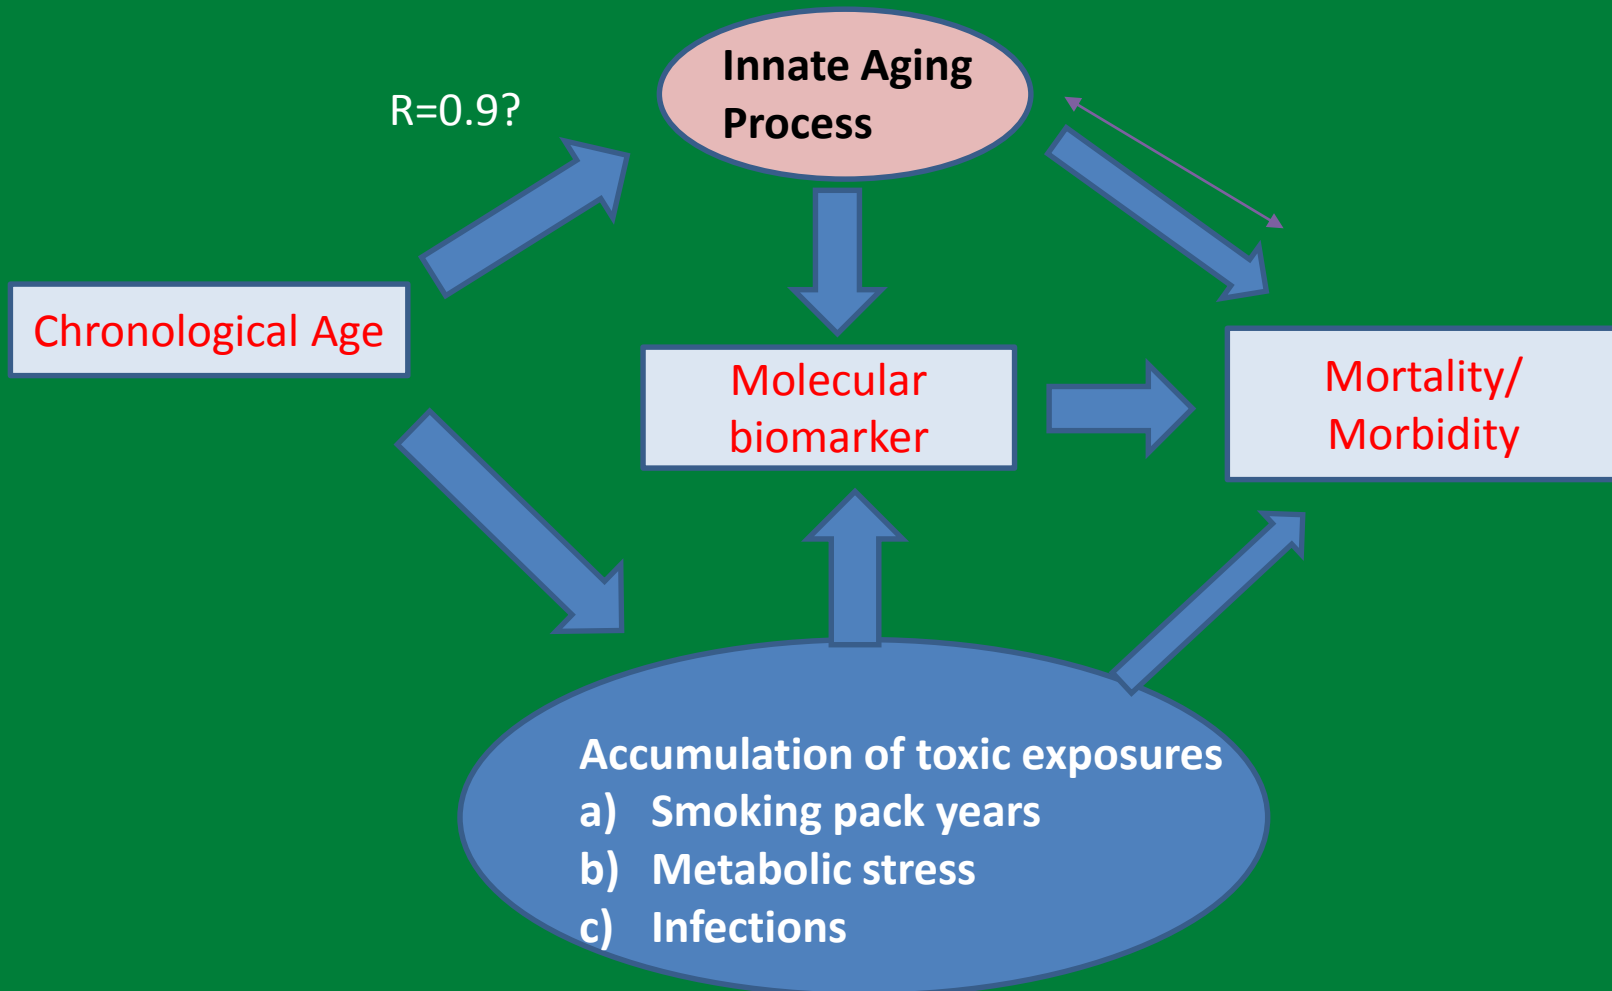 Innate Aging
Process
R=0.9?
Chronological Age
Molecular
biomarker
Mortality/
Morbidity
Accumulation of toxic exposures
a) Smoking pack years
b) Metabolic stress
c) Infections